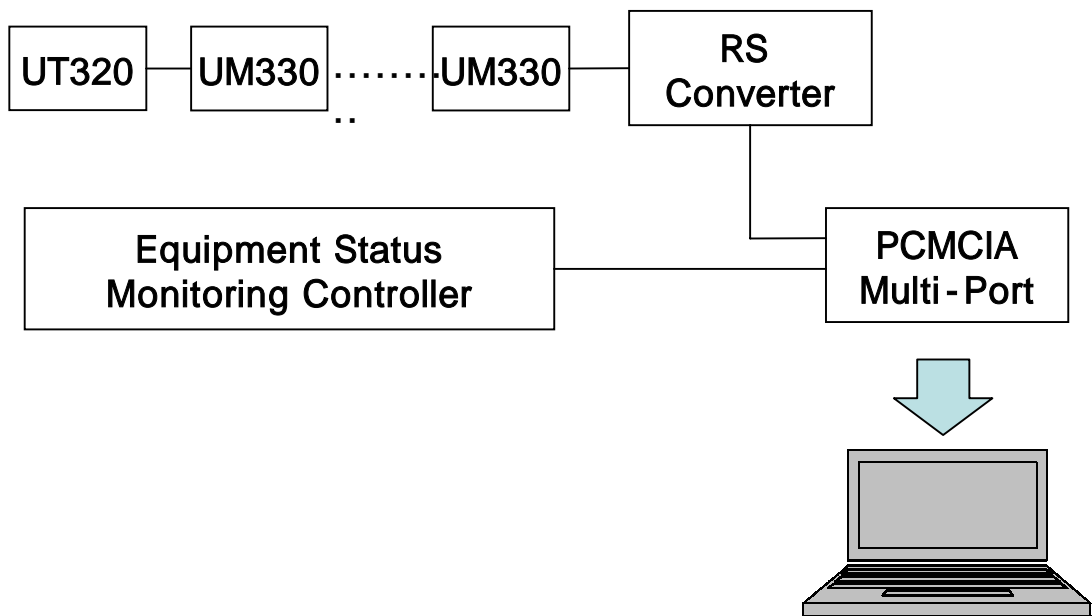 UT320
UM330
..........
UM330
RS
Converter
Equipment Status
Monitoring Controller
PCMCIA
Multi-Port